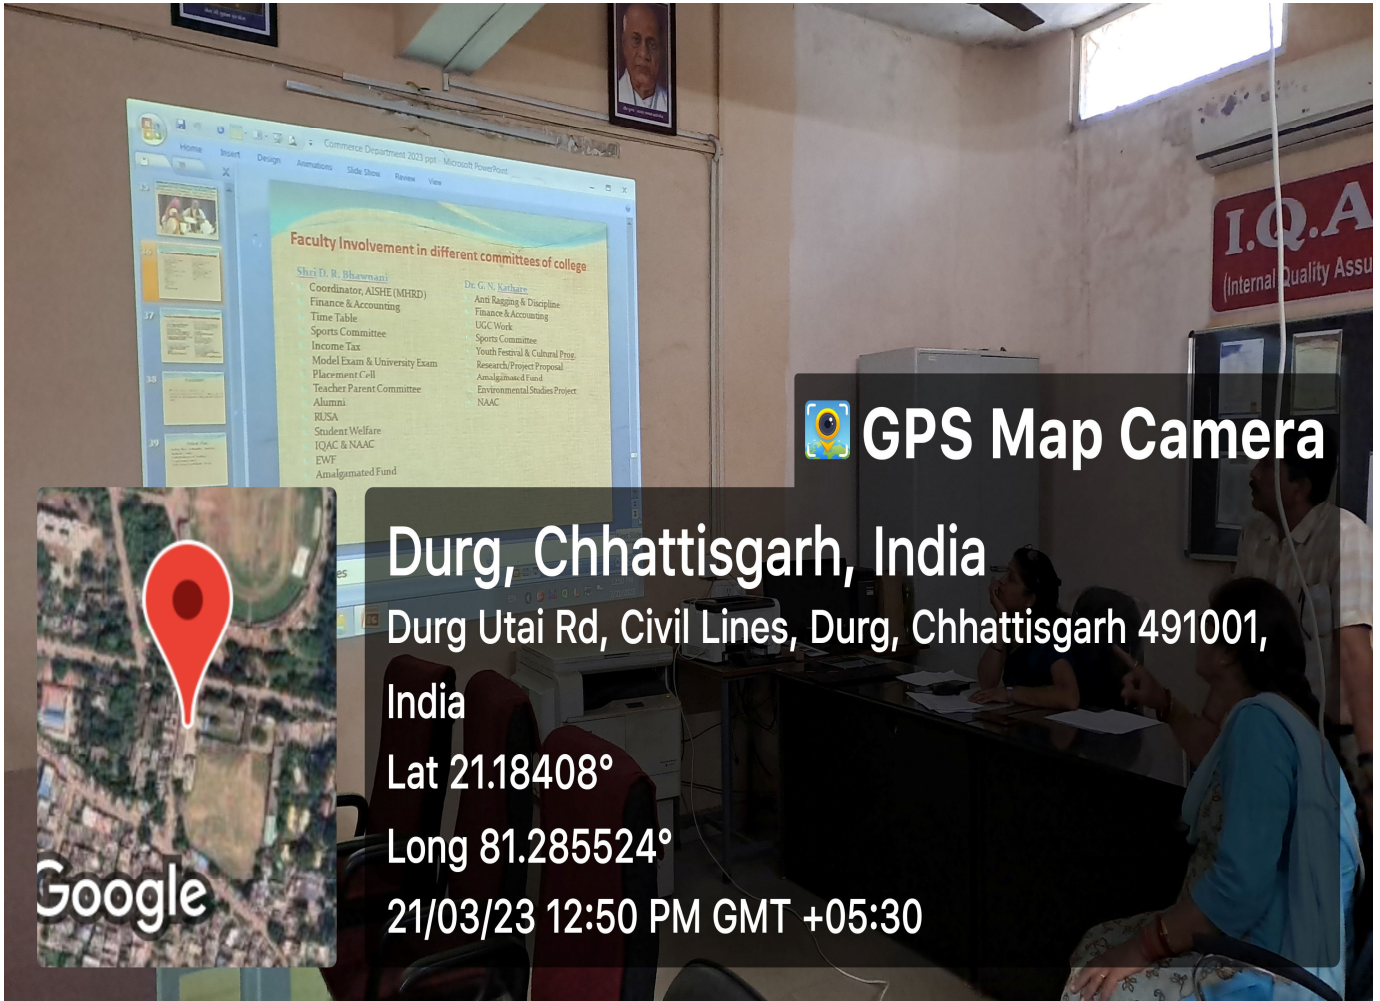 Commerce Department 2023 ppt - Microsoft PowerPoint
Home Insert Design Animations Slide Show Review View
35
36
37
38
39
Faculty Involvement in different committees of college
Shri D. R. Bhawnani
Coordinator, AISHE (MHRD)
Finance & Accounting
Time Table
Sports Committee
Income Tax
Model Exam & University Exam
Placement Cell
Teacher Parent Committee
Alumni
RUSA
Student Welfare
IQAC & NAAC
EWF
Amalgamated Fund
Dr. G. N. Kathare
Anti Ragging & Discipline
Finance & Accounting
UGC Work
Sports Committee
Youth Festival & Cultural Prog.
Research/Project Proposal
Amalgamated Fund
Environmental Studies Project
NAAC
I.Q.A
(Internal Quality Assu
GPS Map Camera
Durg, Chhattisgarh, India
Durg Utai Rd, Civil Lines, Durg, Chhattisgarh 491001,
India
Lat 21.18408°
Long 81.285524°
21/03/23 12:50 PM GMT +05:30
Google